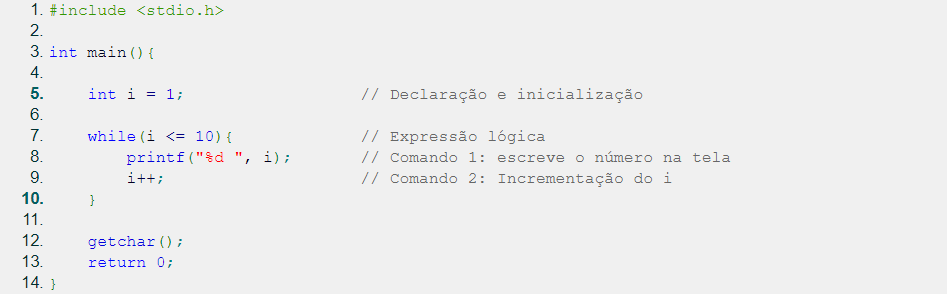 1. #include <stdio.h>
2.
3. int main(){
4.
5.     int i = 1;                  // Declaração e inicialização
6.
7.     while(i <= 10){             // Expressão lógica
8.         printf("%d ", i);       // Comando 1: escreve o número na tela
9.         i++;                    // Comando 2: Incrementação do i
10.     }
11.
12.     getchar();
13.     return 0;
14. }